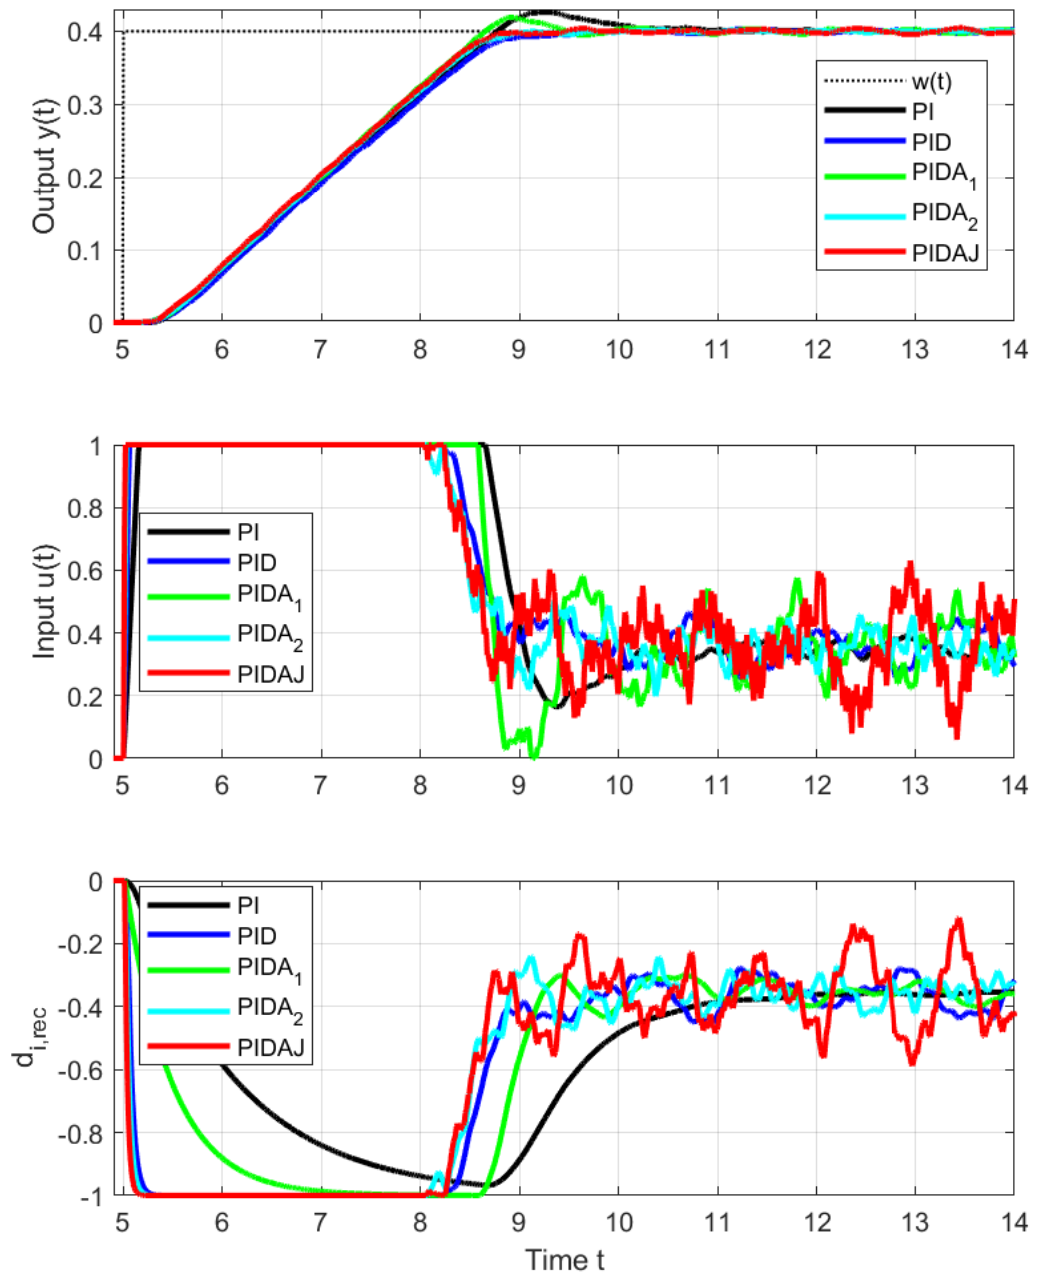 Output y(t)
0.4
0.3
0.2
0.1
0
w(t)
PI
PID
PIDA1
PIDA2
PIDAJ
5 6 7 8 9 10 11 12 13 14
Input u(t)
1
0.8
0.6
0.4
0.2
0
PI
PID
PIDA1
PIDA2
PIDAJ
5 6 7 8 9 10 11 12 13 14
di,rec
0
-0.2
-0.4
-0.6
-0.8
-1
PI
PID
PIDA1
PIDA2
PIDAJ
5 6 7 8 9 10 11 12 13 14
Time t